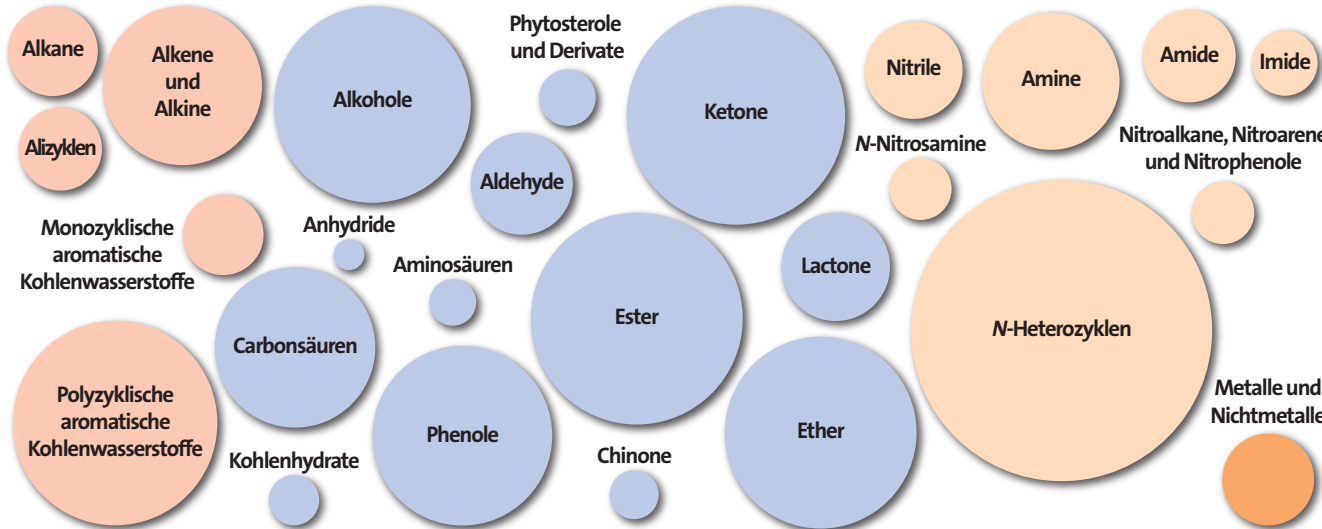 Alkane
Alkene
und
Alkine
Alizyklen
Alkohole
Phytosterole
und Derivate
Aldehyde
Ketone
Nitrile
Amine
Amide
Imide
N-Nitrosamine
Nitroalkane, Nitroarene
und Nitrophenole
Monozyklische
aromatische
Kohlenwasserstoffe
Anhydride
Aminosäuren
Carbonsäuren
Ester
Lactone
N-Heterozyklen
Polyzyklische
aromatische
Kohlenwasserstoffe
Kohlenhydrate
Phenole
Chinone
Ether
Metalle und
Nichtmetalle